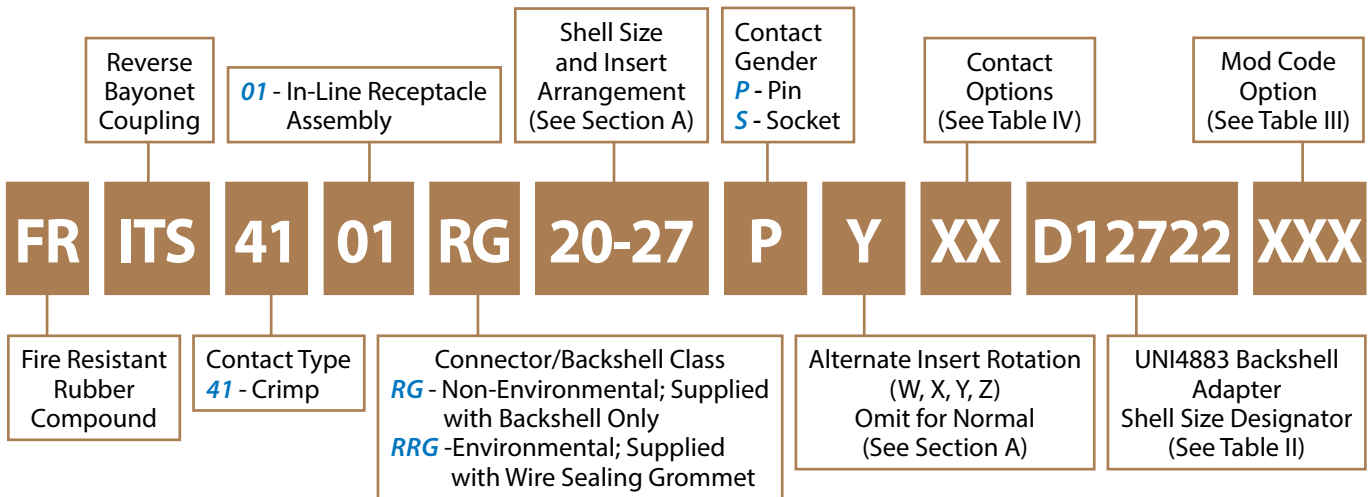 Reverse
Bayonet
Coupling
01 - In-Line Receptacle
Assembly
Shell Size
and Insert
Arrangement
(See Section A)
Contact
Gender
P - Pin
S - Socket
Contact
Options
(See Table IV)
Mod Code
Option
(See Table III)
FR ITS 41 01 RG 20-27 P Y XX D12722 XXX
Fire Resistant
Rubber
Compound
Contact Type
41 - Crimp
Connector/Backshell Class
RG - Non-Environmental; Supplied
with Backshell Only
RRG -Environmental; Supplied
with Wire Sealing Grommet
Alternate Insert Rotation
(W, X, Y, Z)
Omit for Normal
(See Section A)
UNI4883 Backshell
Adapter
Shell Size Designator
(See Table II)